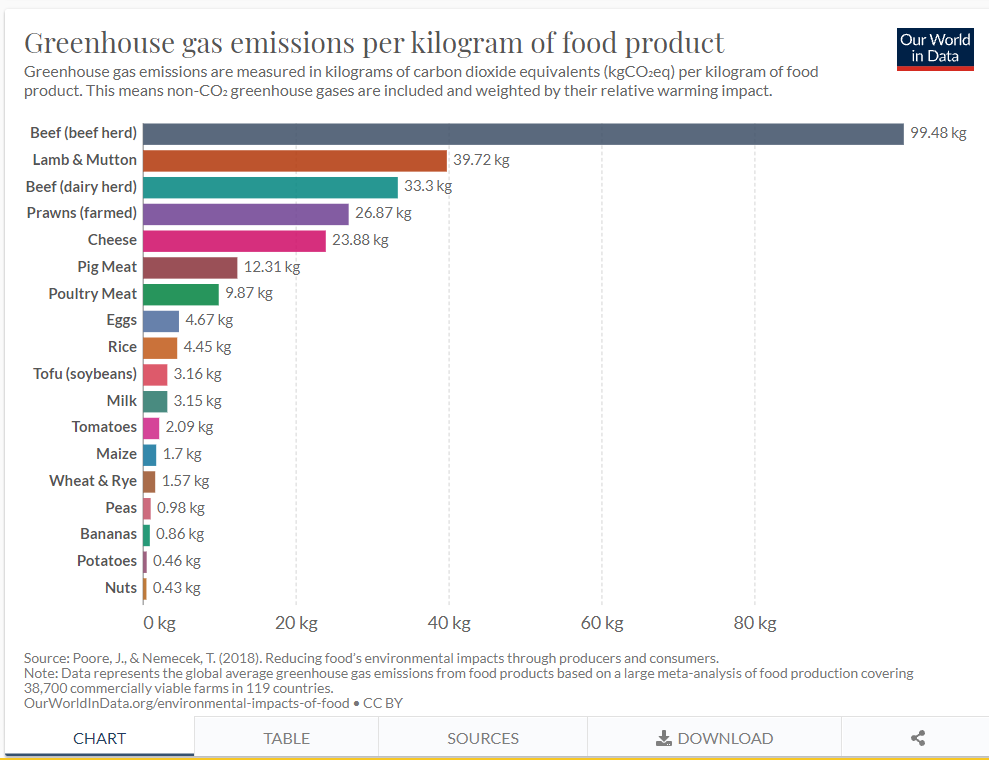 Greenhouse gas emissions per kilogram of food product
Our World
in Data
Greenhouse gas emissions are measured in kilograms of carbon dioxide equivalents (kgCO₂eq) per kilogram of food
product. This means non-CO₂ greenhouse gases are included and weighted by their relative warming impact.
Beef (beef herd) 99.48 kg
Lamb & Mutton 39.72 kg
Beef (dairy herd) 33.3 kg
Prawns (farmed) 26.87 kg
Cheese 23.88 kg
Pig Meat 12.31 kg
Poultry Meat 9.87 kg
Eggs 4.67 kg
Rice 4.45 kg
Tofu (soybeans) 3.16 kg
Milk 3.15 kg
Tomatoes 2.09 kg
Maize 1.7 kg
Wheat & Rye 1.57 kg
Peas 0.98 kg
Bananas 0.86 kg
Potatoes 0.46 kg
Nuts 0.43 kg
0 kg 20 kg 40 kg 60 kg 80 kg
Source: Poore, J., & Nemecek, T. (2018). Reducing food's environmental impacts through producers and consumers.
Note: Data represents the global average greenhouse gas emissions from food products based on a large meta-analysis of food production covering
38,700 commercially viable farms in 119 countries.
OurWorldInData.org/environmental-impacts-of-food • CC BY
CHART TABLE SOURCES DOWNLOAD